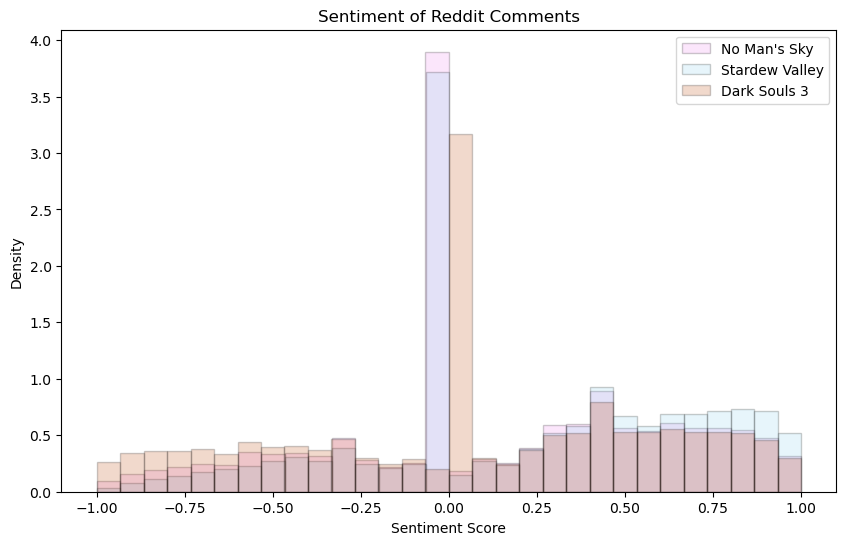 Sentiment of Reddit Comments
No Man's Sky
Stardew Valley
Dark Souls 3
Density
4.0
3.5
3.0
2.5
2.0
1.5
1.0
0.5
0.0
−1.00 −0.75 −0.50 −0.25 0.00 0.25 0.50 0.75 1.00
Sentiment Score